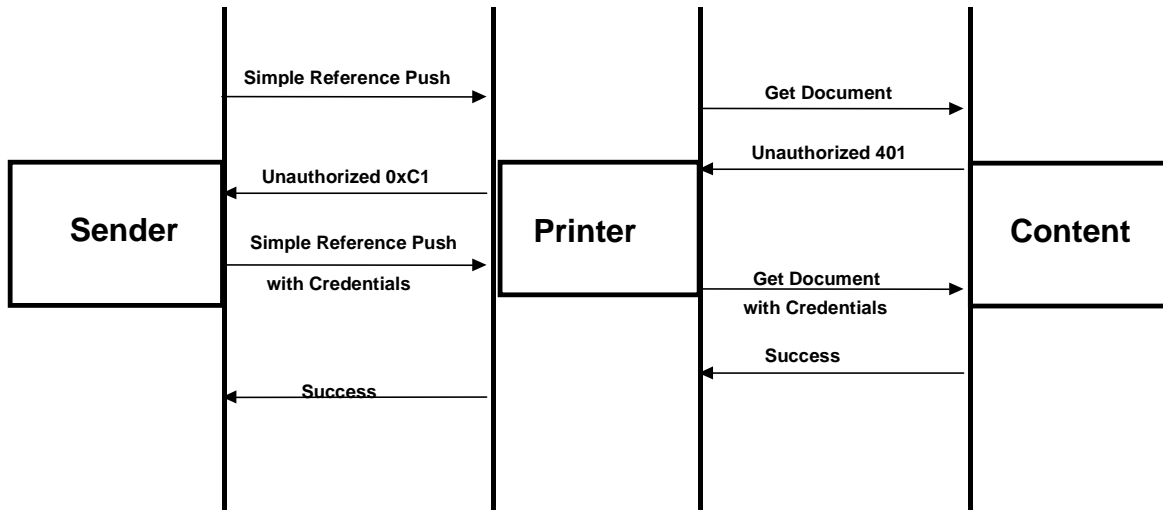 Simple Reference Push
Get Document
Unauthorized 401
Unauthorized 0xC1
Sender
Printer
Content
Simple Reference Push
with Credentials
Get Document
with Credentials
Success
Success